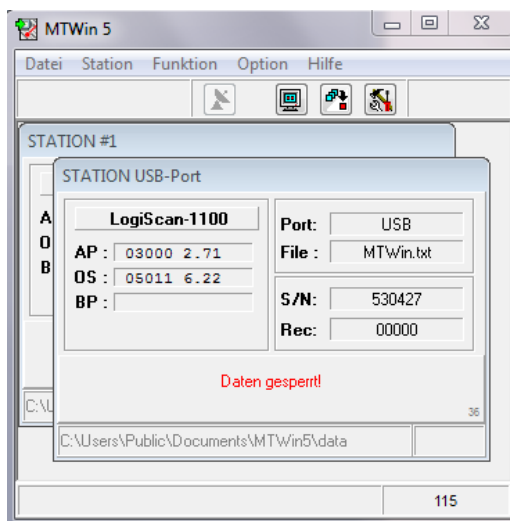 MTWin 5
Datei Station Funktion Option Hilfe
STATION #1
STATION USB-Port
LogiScan-1100
AP : 03000 2.71
OS : 05011 6.22
BP :
Port: USB
File : MTWin.txt
S/N: 530427
Rec: 00000
Daten gesperrt!
36
C:\Users\Public\Documents\MTWin5\data
A
O
B
C:\U
115